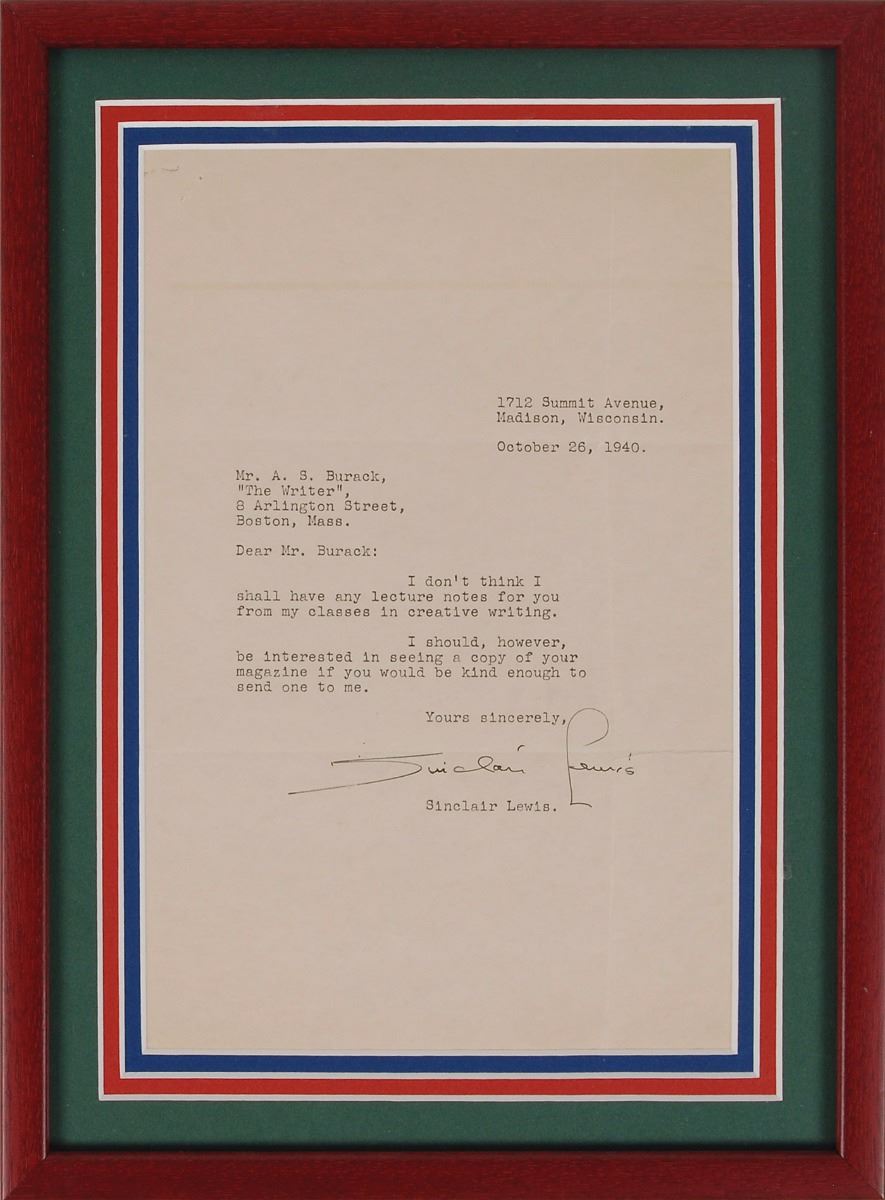 1712 Summit Avenue,
Madison, Wisconsin.
October 26, 1940.
Mr. A. S. Burack,
"The Writer",
8 Arlington Street,
Boston, Mass.
Dear Mr. Burack:
I don't think I
shall have any lecture notes for you
from my classes in creative writing.
I should, however,
be interested in seeing a copy of your
magazine if you would be kind enough to
send one to me.
Yours sincerely,
Sinclair Lewis
Sinclair Lewis.